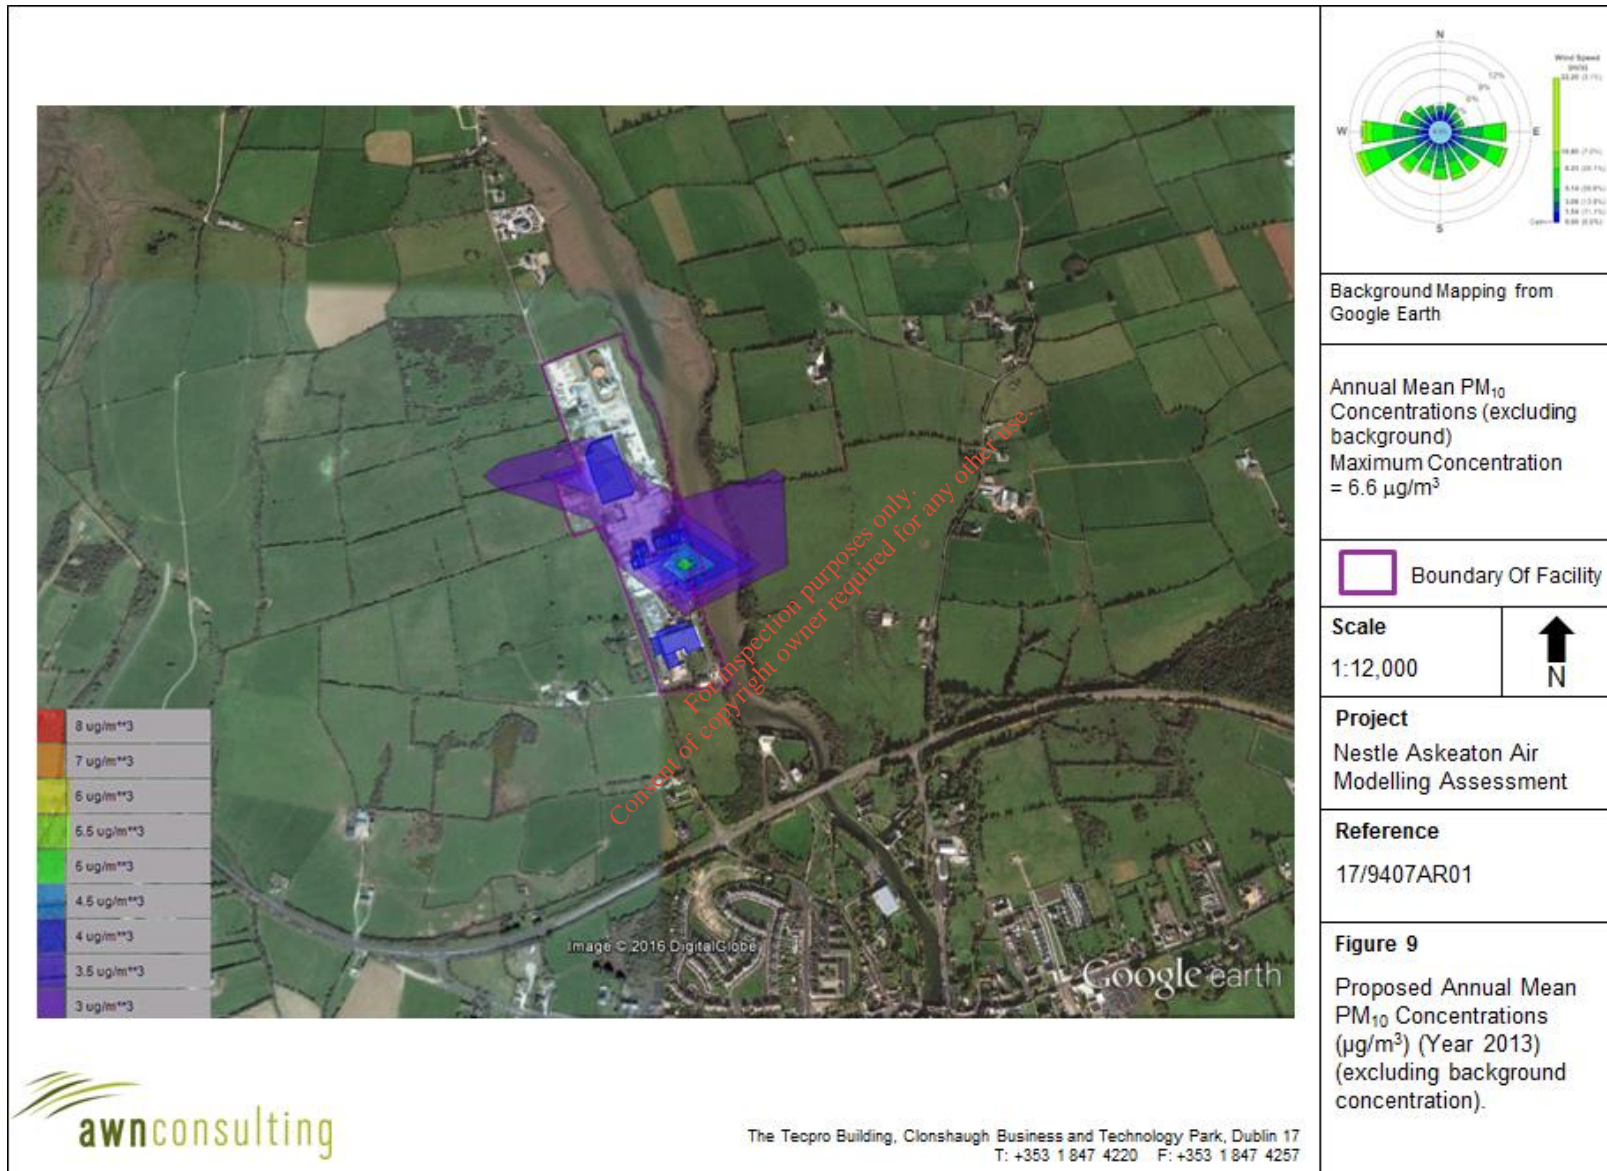 N
12%
9%
6%
W
E
S
Wind Speed
Background Mapping from
Google Earth
Annual Mean PM₁₀
Concentrations (excluding
background)
Maximum Concentration
= 6.6 µg/m³
Boundary Of Facility
Scale
1:12,000
N
Project
Nestle Askeaton Air
Modelling Assessment
Reference
17/9407AR01
Figure 9
Proposed Annual Mean
PM₁₀ Concentrations
(µg/m³) (Year 2013)
(excluding background
concentration).
For inspection purposes only.
Consent of copyright owner required for any other use.
8 ug/m**3
7 ug/m**3
6 ug/m**3
5.5 ug/m**3
5 ug/m**3
4.5 ug/m**3
4 ug/m**3
3.5 ug/m**3
3 ug/m**3
Image © 2016 DigitalGlobe
Google earth
awnconsulting
The Tecpro Building, Clonshaugh Business and Technology Park, Dublin 17
T: +353 1 847 4220 F: +353 1 847 4257